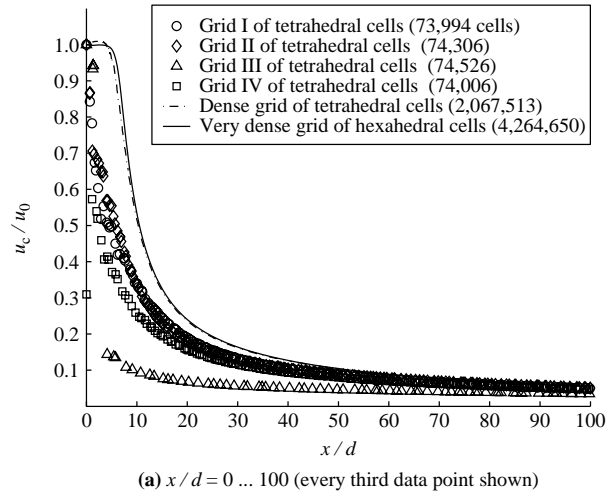 Grid I of tetrahedral cells (73,994 cells)
Grid II of tetrahedral cells (74,306)
Grid III of tetrahedral cells (74,526)
Grid IV of tetrahedral cells (74,006)
Dense grid of tetrahedral cells (2,067,513)
Very dense grid of hexahedral cells (4,264,650)
1.0
0.9
0.8
0.7
0.6
0.5
0.4
0.3
0.2
0.1
u_c / u_0
0 10 20 30 40 50 60 70 80 90 100
x / d
(a) x / d = 0 ... 100 (every third data point shown)